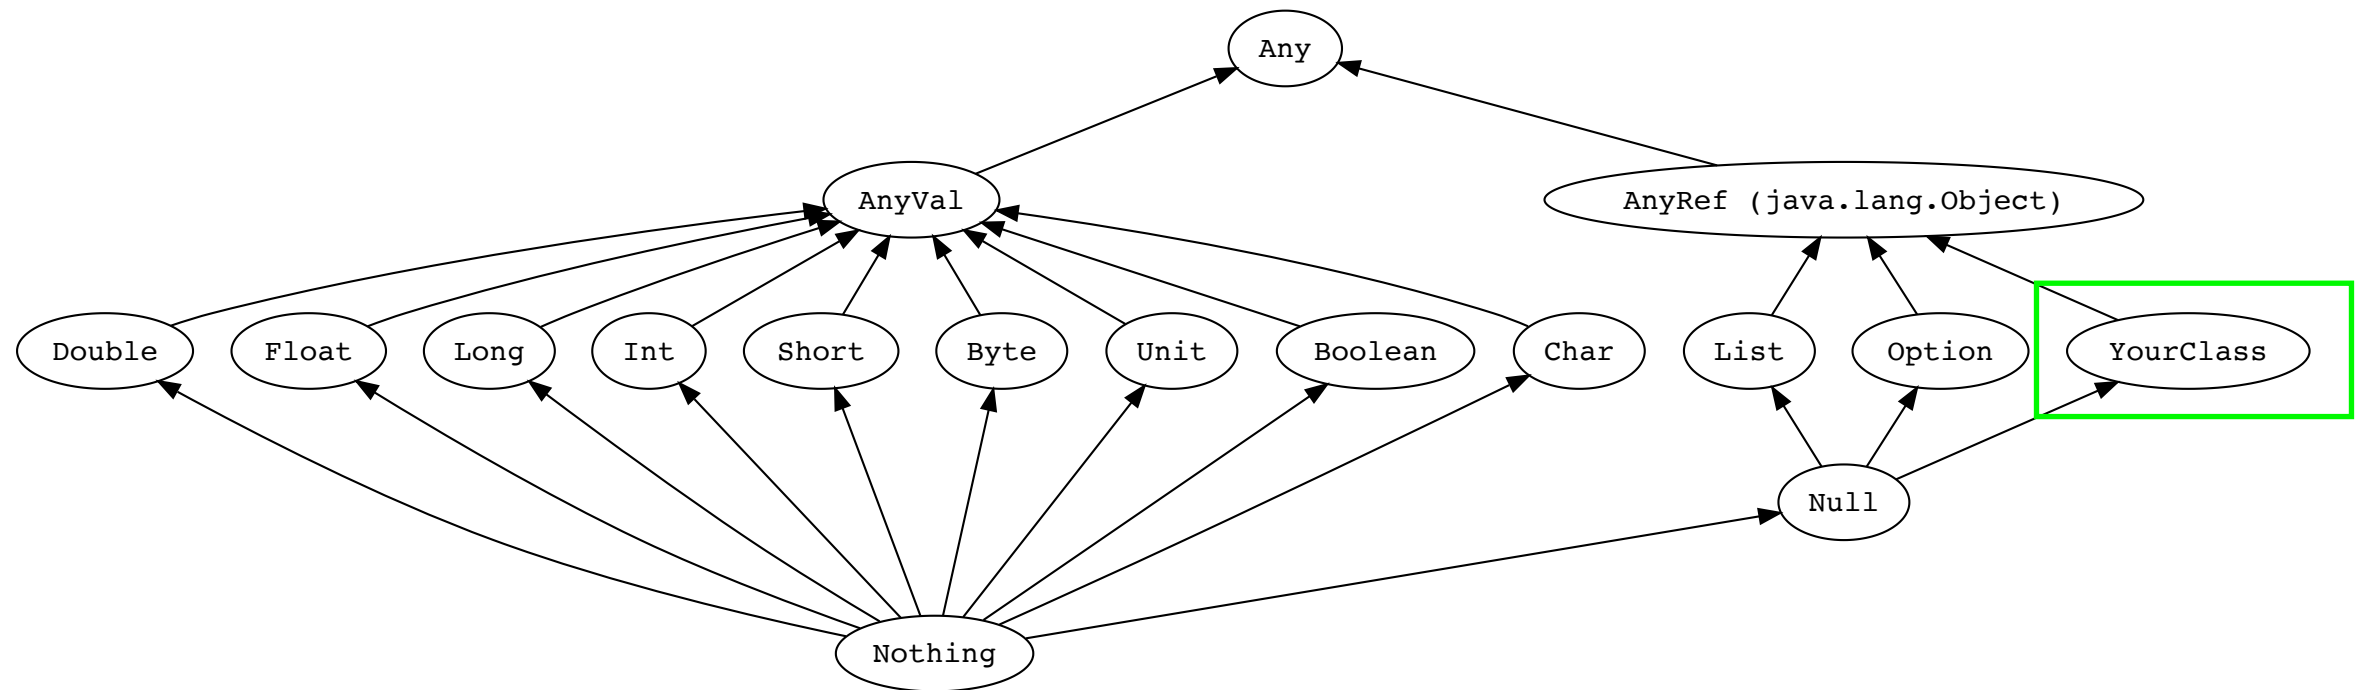 Any
AnyVal
AnyRef (java.lang.Object)
Double
Float
Long
Int
Short
Byte
Unit
Boolean
Char
List
Option
YourClass
Null
Nothing